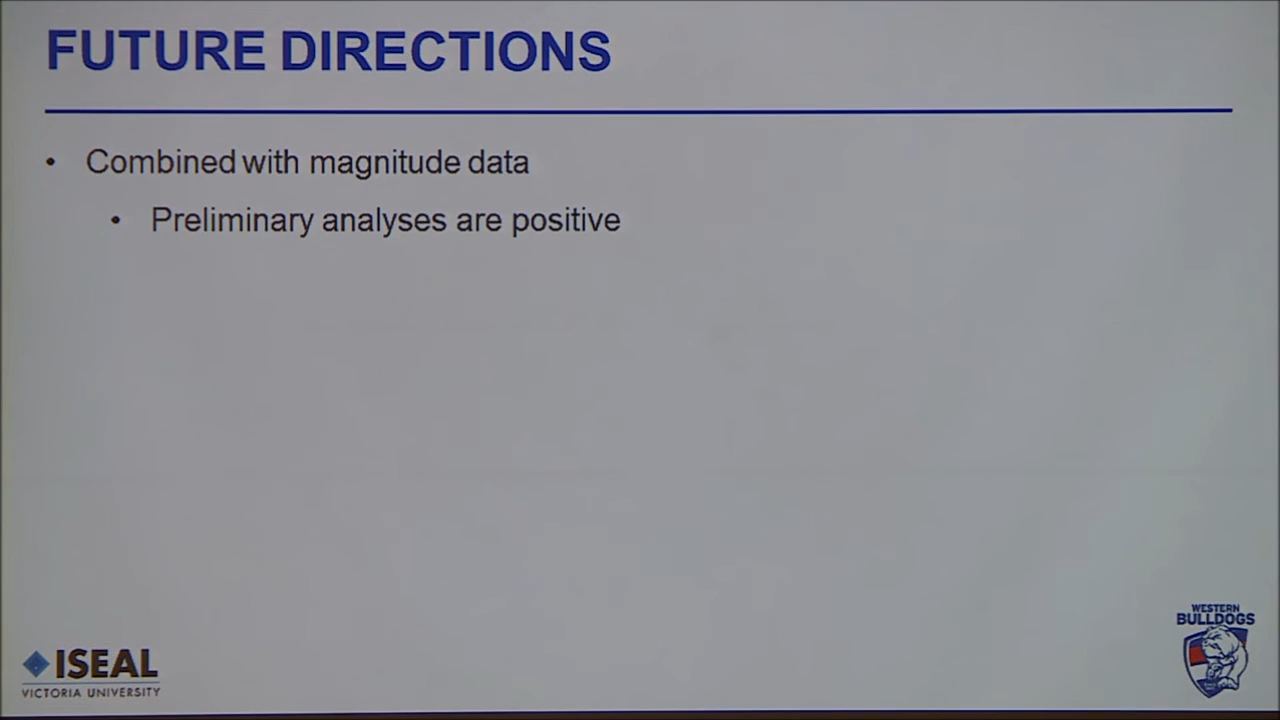 FUTURE DIRECTIONS
• Combined with magnitude data
• Preliminary analyses are positive
ISEAL
VICTORIA UNIVERSITY
WESTERN
BULLDOGS